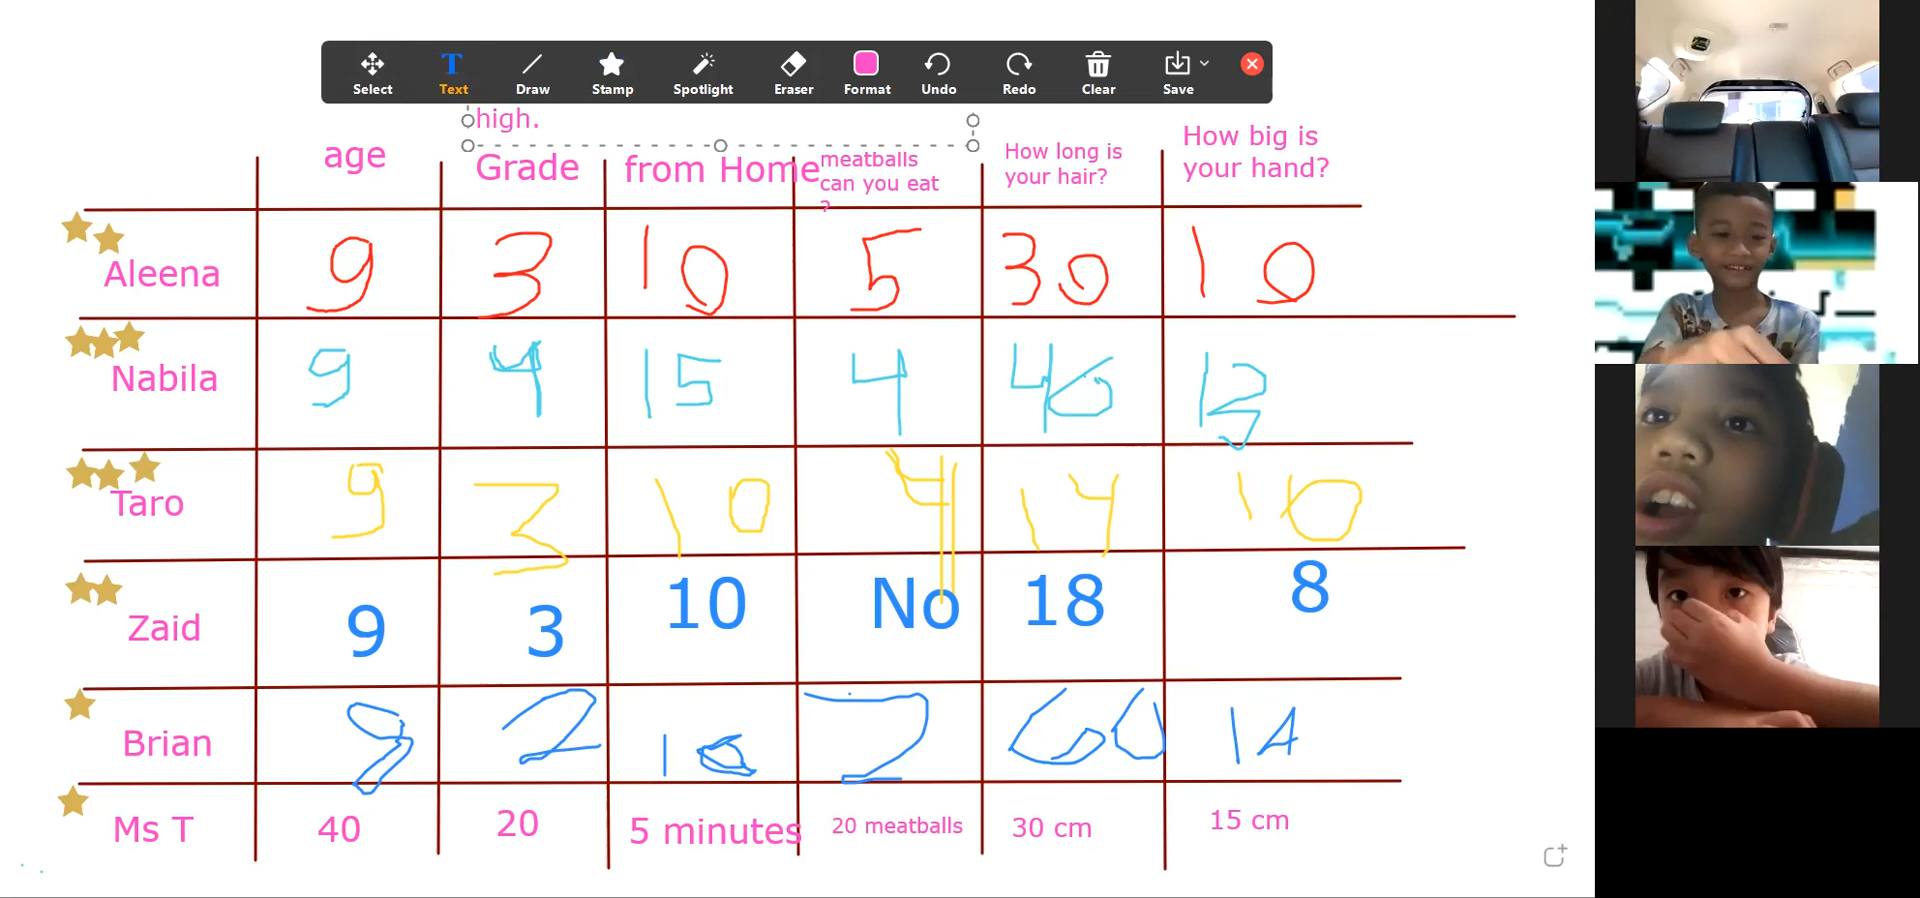 Select Text Draw Stamp Spotlight Eraser Format Undo Redo Clear Save
high.
age Grade from Home meatballs can you eat ? How long is your hair? How big is your hand?
Aleena 9 3 10 5 30 10
Nabila 9 4 15 4 40
Taro 9 3 10 4 14 10
Zaid 9 3 10 No 18 8
Brian 8 2 10 2 60 14
Ms T 40 20 5 minutes 20 meatballs 30 cm 15 cm